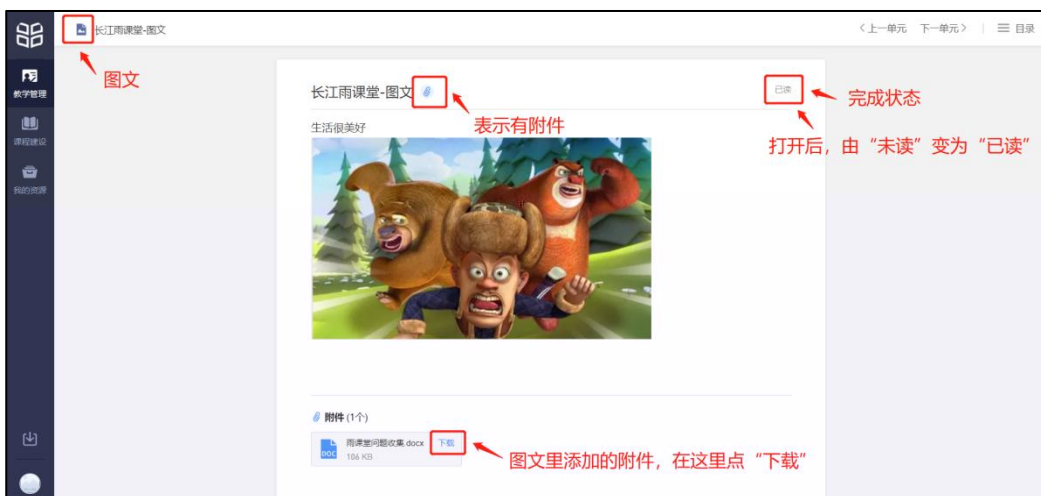 长江雨课堂-图文
上一单元 下一单元 目录
图文
教学管理
课程建设
我的资源
长江雨课堂-图文
已读
完成状态
表示有附件
打开后，由“未读”变为“已读”
生活很美好
附件(1个)
雨课堂问题收集.docx 下载
DOC
106 KB
图文里添加的附件，在这里点“下载”